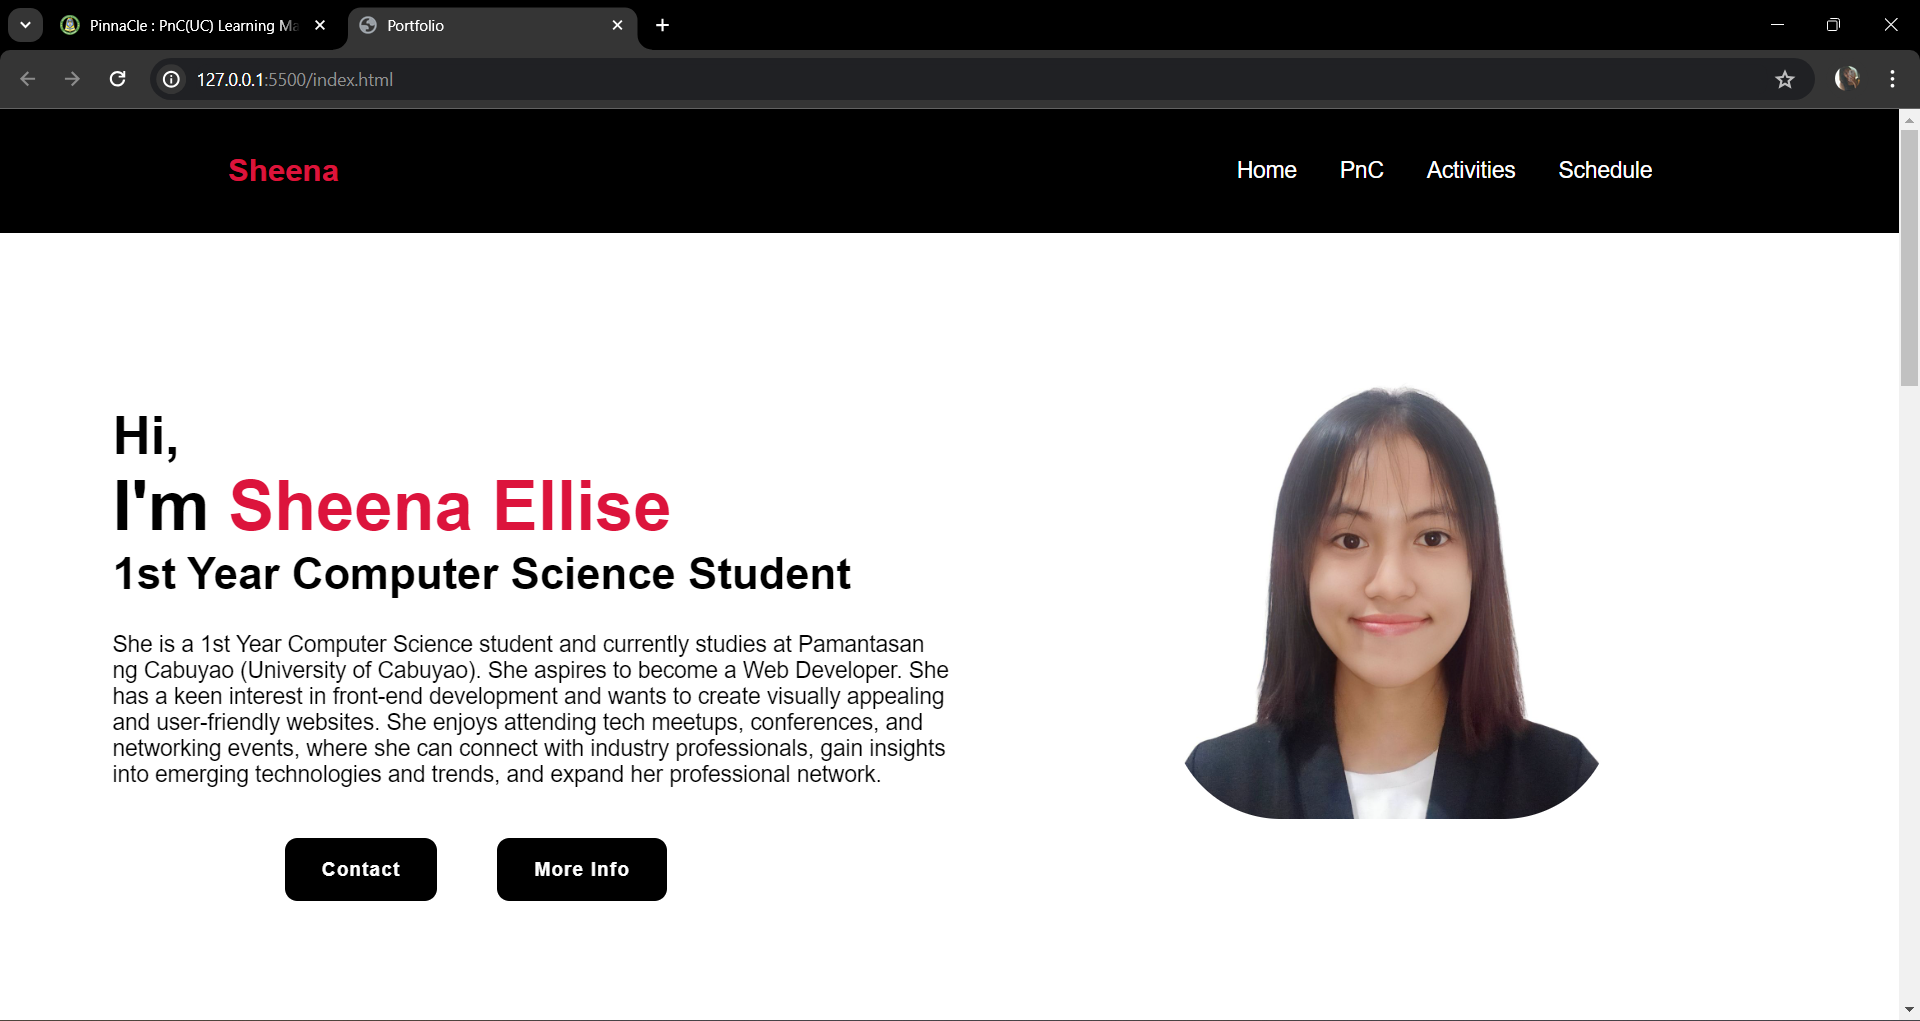 PinnaCle : PnC(UC) Learning Ma
Portfolio
127.0.0.1:5500/index.html
Sheena
Home PnC Activities Schedule
Hi,
I'm Sheena Ellise
1st Year Computer Science Student
She is a 1st Year Computer Science student and currently studies at Pamantasan
ng Cabuyao (University of Cabuyao). She aspires to become a Web Developer. She
has a keen interest in front-end development and wants to create visually appealing
and user-friendly websites. She enjoys attending tech meetups, conferences, and
networking events, where she can connect with industry professionals, gain insights
into emerging technologies and trends, and expand her professional network.
Contact More Info